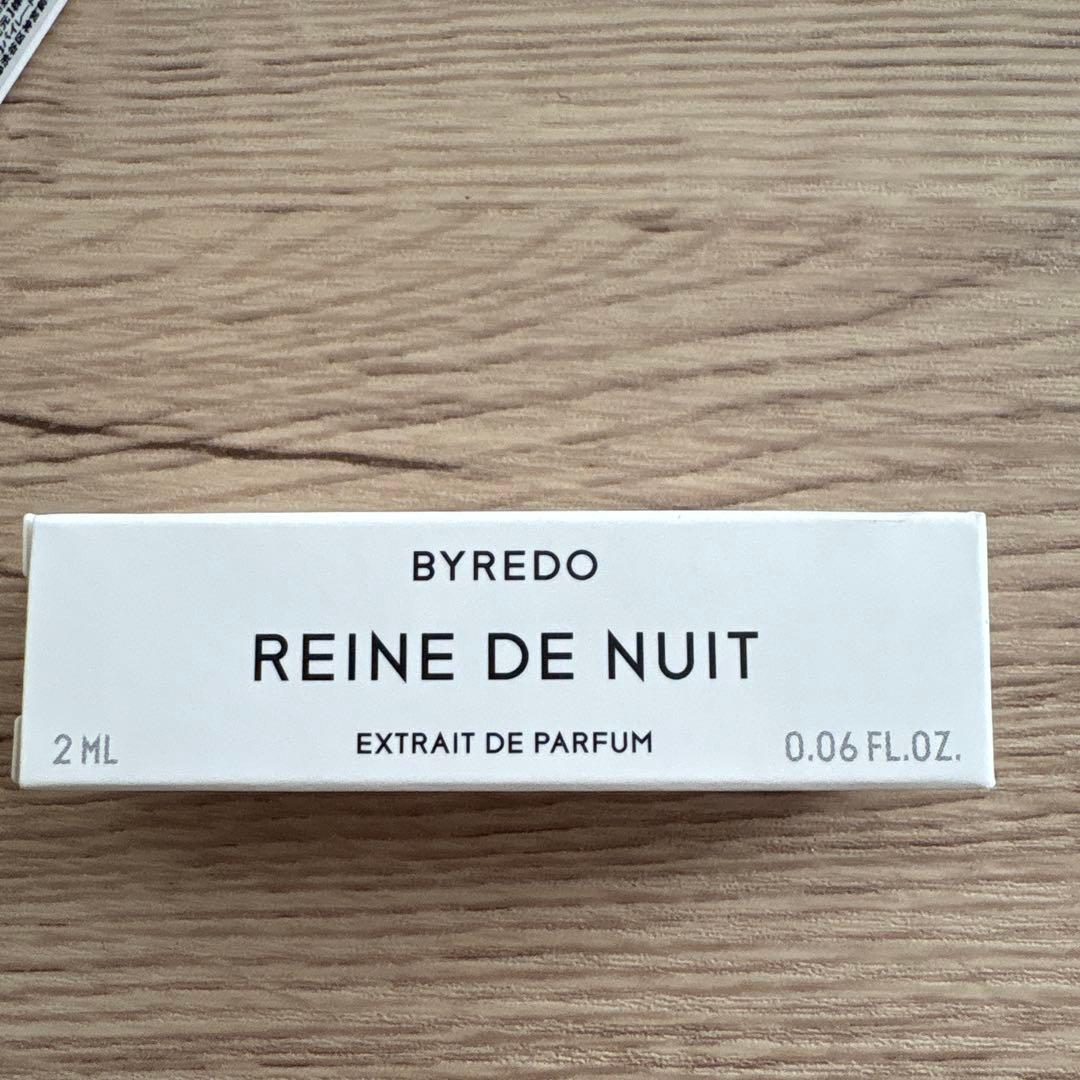 BYREDO
REINE DE NUIT
2 ML EXTRAIT DE PARFUM 0.06 FL.OZ.